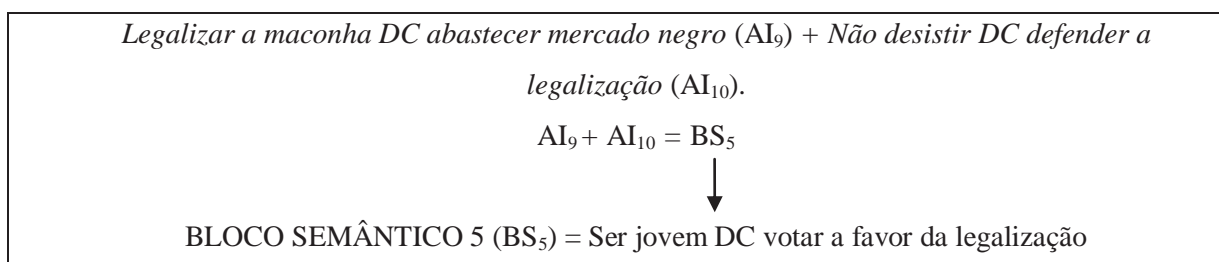 Legalizar a maconha DC abastecer mercado negro (AI₉) + Não desistir DC defender a
legalização (AI₁₀).
AI₉ + AI₁₀ = BS₅
BLOCO SEMÂNTICO 5 (BS₅) = Ser jovem DC votar a favor da legalização